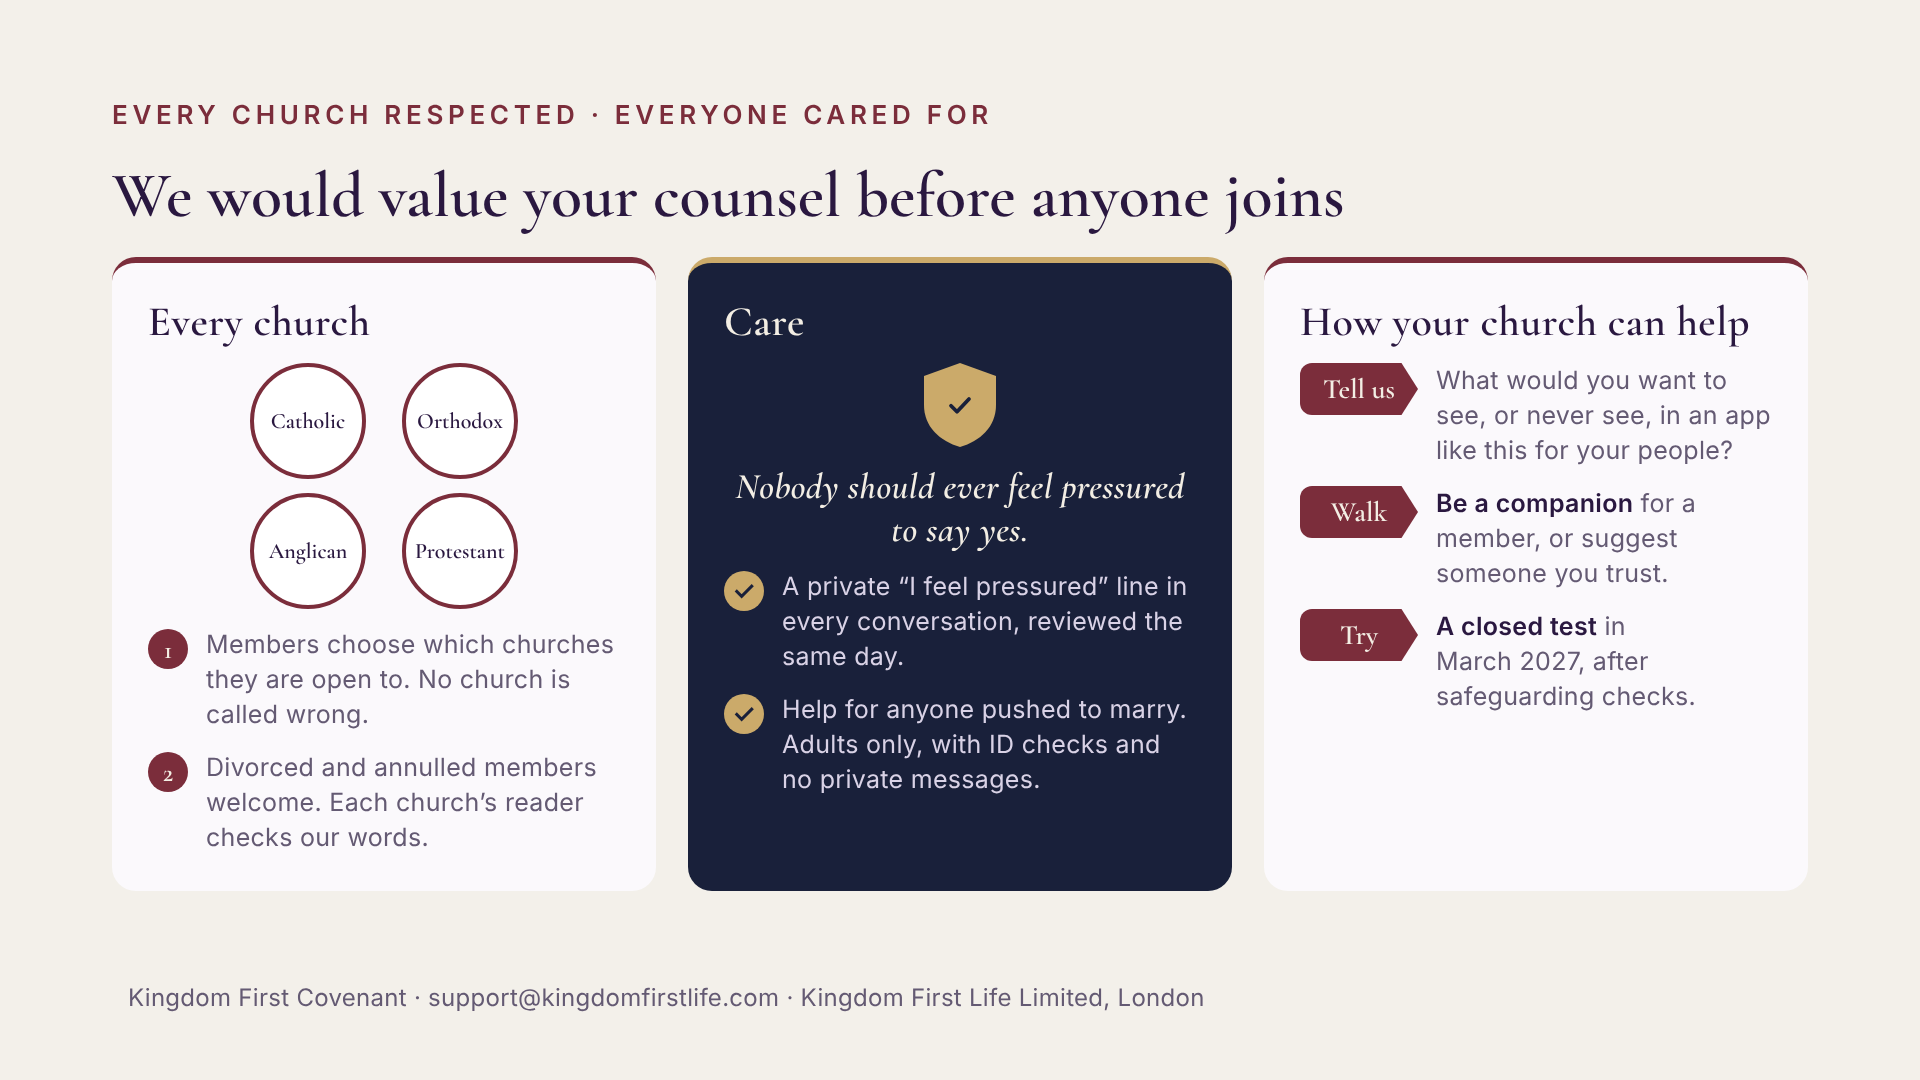 EVERY CHURCH RESPECTED · EVERYONE CARED FOR
We would value your counsel before anyone joins
Every church
Catholic
Orthodox
Anglican
Protestant
1
Members choose which churches
they are open to. No church is
called wrong.
2
Divorced and annulled members
welcome. Each church’s reader
checks our words.
Care
Nobody should ever feel pressured
to say yes.
A private “I feel pressured” line in
every conversation, reviewed the
same day.
Help for anyone pushed to marry.
Adults only, with ID checks and
no private messages.
How your church can help
Tell us
What would you want to
see, or never see, in an app
like this for your people?
Walk
Be a companion for a
member, or suggest
someone you trust.
Try
A closed test in
March 2027, after
safeguarding checks.
Kingdom First Covenant · support@kingdomfirstlife.com · Kingdom First Life Limited, London